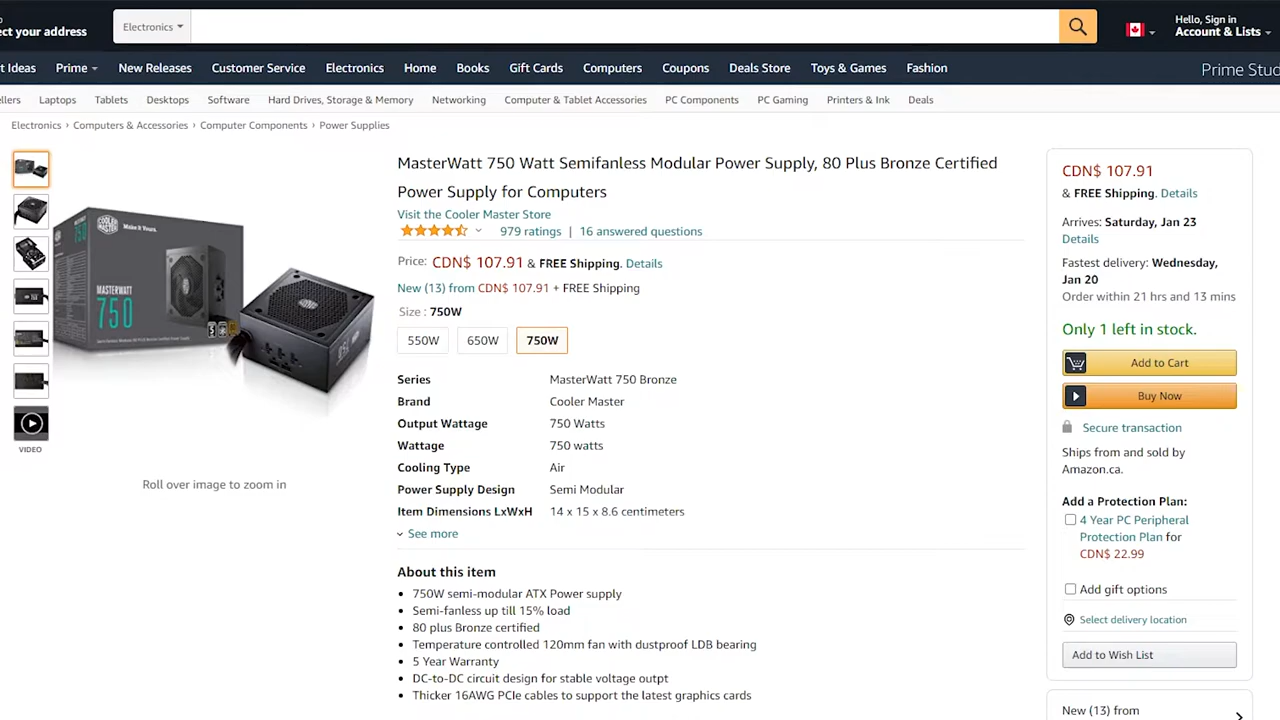 Electronics
Hello, Sign in
ect your address
Account & Lists
t Ideas Prime New Releases Customer Service Electronics Home Books Gift Cards Computers Coupons Deals Store Toys & Games Fashion Prime Stud
ellers Laptops Tablets Desktops Software Hard Drives, Storage & Memory Networking Computer & Tablet Accessories PC Components PC Gaming Printers & Ink Deals
Electronics › Computers & Accessories › Computer Components › Power Supplies
COOLER MASTER
Make It Yours.
MASTERWATT
750
VIDEO
Roll over image to zoom in
MasterWatt 750 Watt Semifanless Modular Power Supply, 80 Plus Bronze Certified
Power Supply for Computers
Visit the Cooler Master Store
979 ratings | 16 answered questions
Price: CDN$ 107.91 & FREE Shipping. Details
New (13) from CDN$ 107.91 + FREE Shipping
Size : 750W
550W 650W 750W
Series MasterWatt 750 Bronze
Brand Cooler Master
Output Wattage 750 Watts
Wattage 750 watts
Cooling Type Air
Power Supply Design Semi Modular
Item Dimensions LxWxH 14 x 15 x 8.6 centimeters
See more
About this item
• 750W semi-modular ATX Power supply
• Semi-fanless up till 15% load
• 80 plus Bronze certified
• Temperature controlled 120mm fan with dustproof LDB bearing
• 5 Year Warranty
• DC-to-DC circuit design for stable voltage outpt
• Thicker 16AWG PCIe cables to support the latest graphics cards
CDN$ 107.91
& FREE Shipping. Details
Arrives: Saturday, Jan 23
Details
Fastest delivery: Wednesday,
Jan 20
Order within 21 hrs and 13 mins
Only 1 left in stock.
Add to Cart
Buy Now
Secure transaction
Ships from and sold by
Amazon.ca.
Add a Protection Plan:
4 Year PC Peripheral
Protection Plan for
CDN$ 22.99
Add gift options
Select delivery location
Add to Wish List
New (13) from